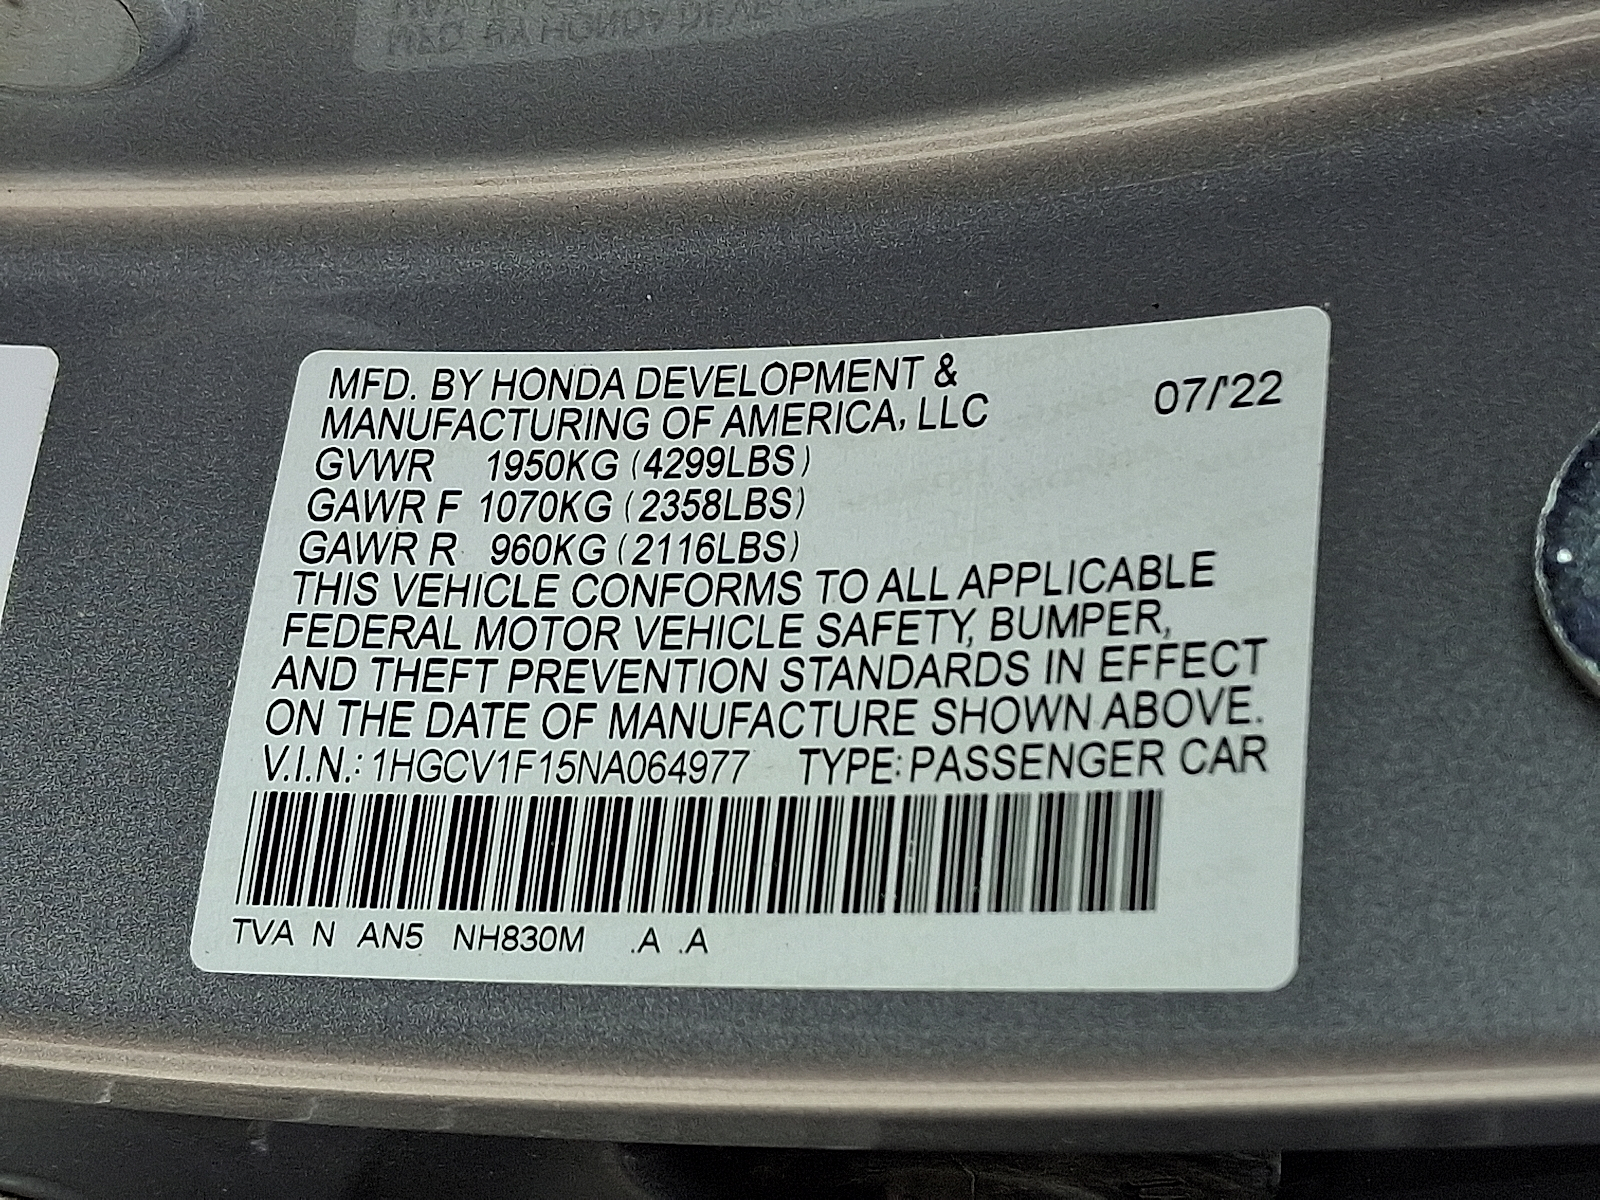 MFD. BY HONDA DEVELOPMENT &
MANUFACTURING OF AMERICA, LLC 07/'22
GVWR 1950KG (4299LBS)
GAWR F 1070KG (2358LBS)
GAWR R 960KG (2116LBS)
THIS VEHICLE CONFORMS TO ALL APPLICABLE
FEDERAL MOTOR VEHICLE SAFETY, BUMPER,
AND THEFT PREVENTION STANDARDS IN EFFECT
ON THE DATE OF MANUFACTURE SHOWN ABOVE.
V.I.N.: 1HGCV1F15NA064977 TYPE: PASSENGER CAR
TVA N AN5 NH830M .A .A